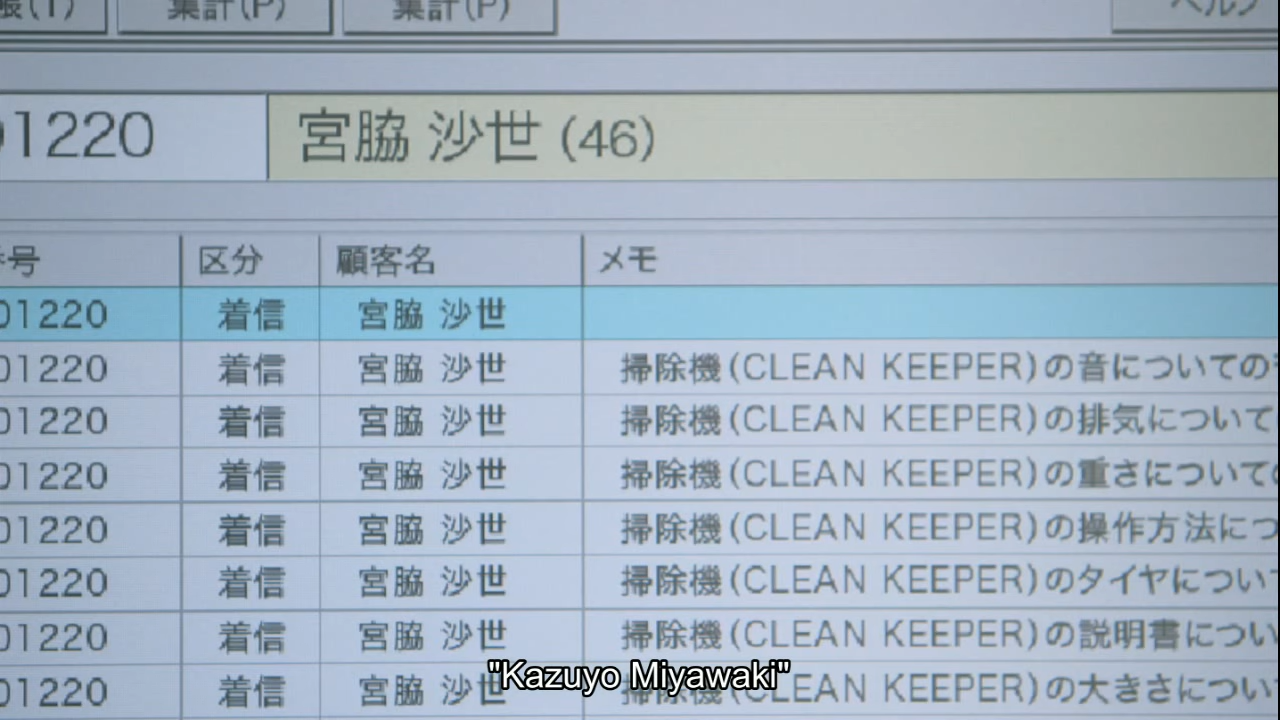 帳(T) 集計(P) 集計(P) ヘルプ
01220 宮脇 沙世 (46)
番号 区分 顧客名 メモ
01220 着信 宮脇 沙世
01220 着信 宮脇 沙世 掃除機(CLEAN KEEPER)の音についての
01220 着信 宮脇 沙世 掃除機(CLEAN KEEPER)の排気について
01220 着信 宮脇 沙世 掃除機(CLEAN KEEPER)の重さについての
01220 着信 宮脇 沙世 掃除機(CLEAN KEEPER)の操作方法につ
01220 着信 宮脇 沙世 掃除機(CLEAN KEEPER)のタイヤについ
01220 着信 宮脇 沙世 掃除機(CLEAN KEEPER)の説明書につい
01220 着信 宮脇 沙世 掃除機(CLEAN KEEPER)の大きさについ
"Kazuyo Miyawaki"